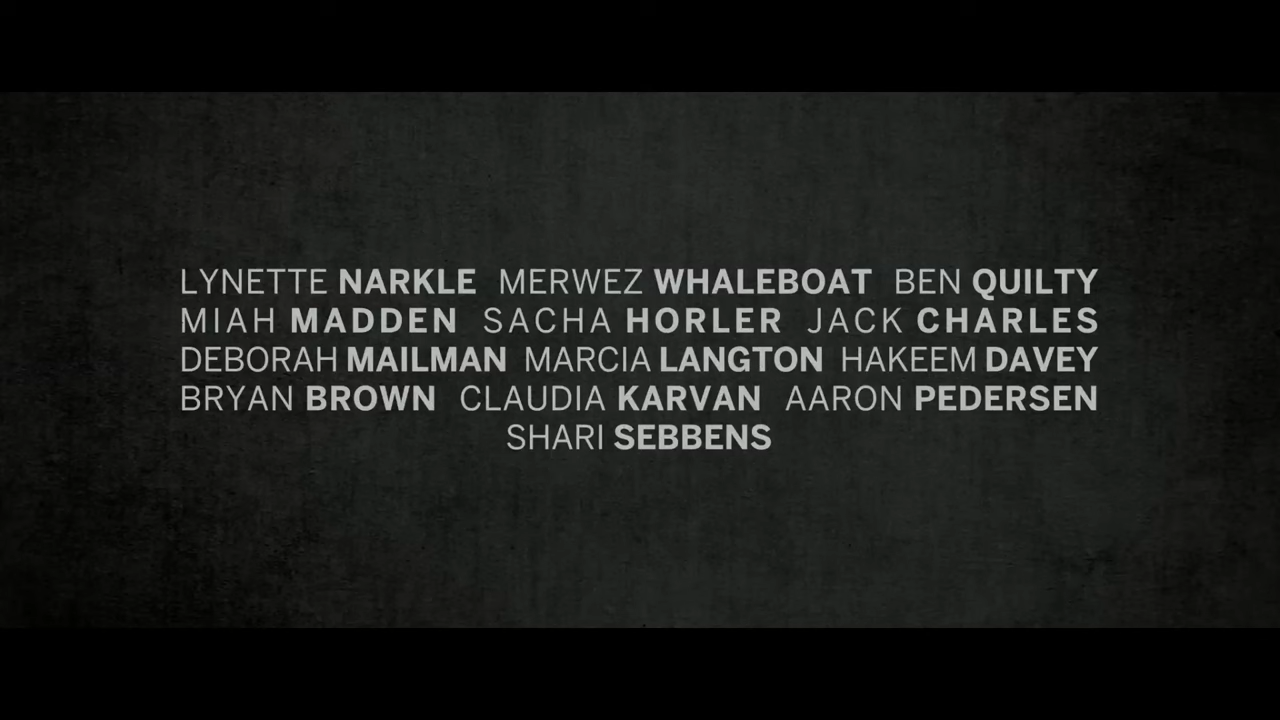 LYNETTE NARKLE MERWEZ WHALEBOAT BEN QUILTY
MIAH MADDEN SACHA HORLER JACK CHARLES
DEBORAH MAILMAN MARCIA LANGTON HAKEEM DAVEY
BRYAN BROWN CLAUDIA KARVAN AARON PEDERSEN
SHARI SEBBENS